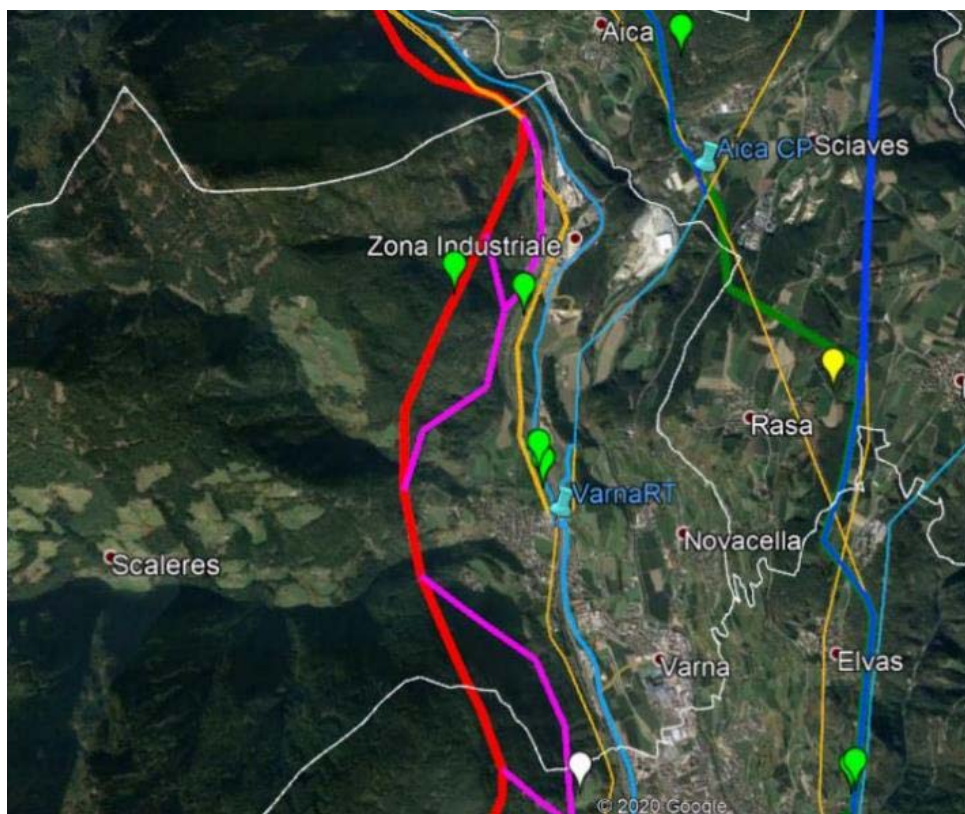 Aica
Aica CP
Sciaves
Zona Industriale
Rasa
VarnaRT
Novacella
Scaleres
Varna
Elvas
© 2020 Google